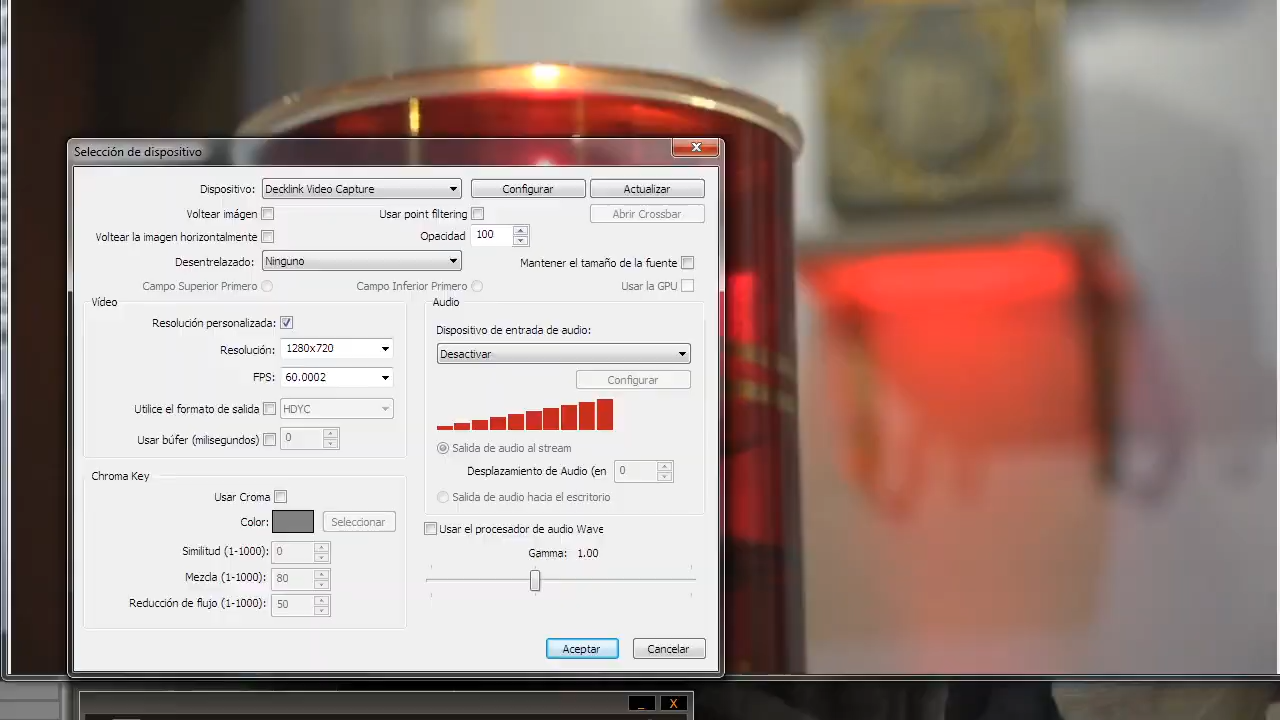 Selección de dispositivo
Dispositivo: Decklink Video Capture Configurar Actualizar
Voltear imágen Usar point filtering Abrir Crossbar
Voltear la imagen horizontalmente Opacidad 100
Desentrelazado: Ninguno Mantener el tamaño de la fuente
Campo Superior Primero Campo Inferior Primero Usar la GPU
Vídeo
Resolución personalizada:
Resolución: 1280x720
FPS: 60.0002
Utilice el formato de salida HDYC
Usar búfer (milisegundos) 0
Audio
Dispositivo de entrada de audio:
Desactivar
Configurar
Salida de audio al stream
Desplazamiento de Audio (en 0
Salida de audio hacia el escritorio
Chroma Key
Usar Croma
Color: Seleccionar
Similitud (1-1000): 0
Mezcla (1-1000): 80
Reducción de flujo (1-1000): 50
Usar el procesador de audio Wave
Gamma: 1.00
Aceptar Cancelar